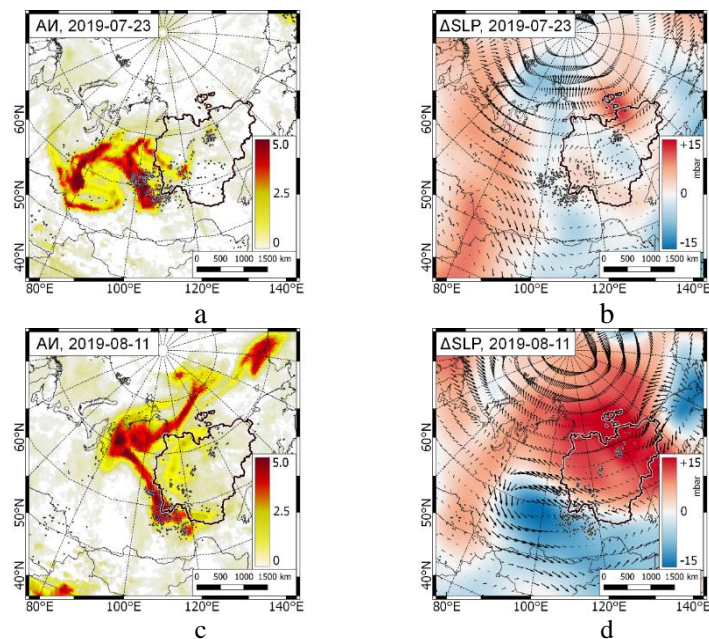 АИ, 2019-07-23
60°N
50°N
40°N
5.0
2.5
0
0 500 1000 1500 km
80°E 100°E 120°E 140°E
a
ΔSLP, 2019-07-23
60°N
50°N
40°N
+15
mbar
0
-15
0 500 1000 1500 km
80°E 100°E 120°E 140°E
b
АИ, 2019-08-11
60°N
50°N
40°N
5.0
2.5
0
0 500 1000 1500 km
80°E 100°E 120°E 140°E
c
ΔSLP, 2019-08-11
60°N
50°N
40°N
+15
mbar
0
-15
0 500 1000 1500 km
80°E 100°E 120°E 140°E
d